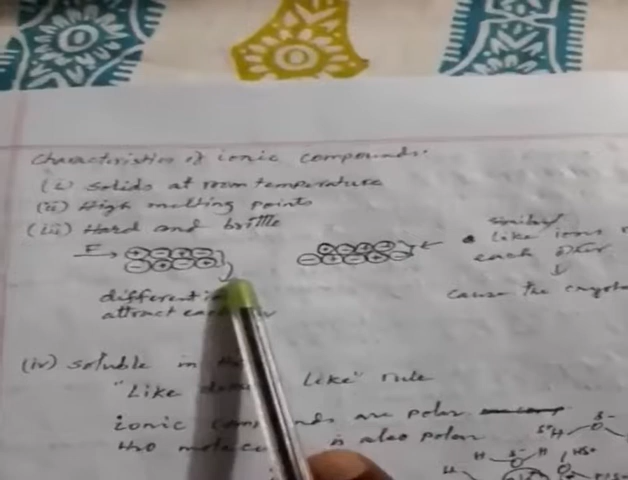 Characteristics of ionic compounds.
(i) solids at room temperature
(ii) High melting points
(iii) Hard and brittle
similar
like ions
each other
F
different
attract each
cause the crysta
(iv) soluble in
"Like Like" rule
ionic are polar
H2O is also polar
H H